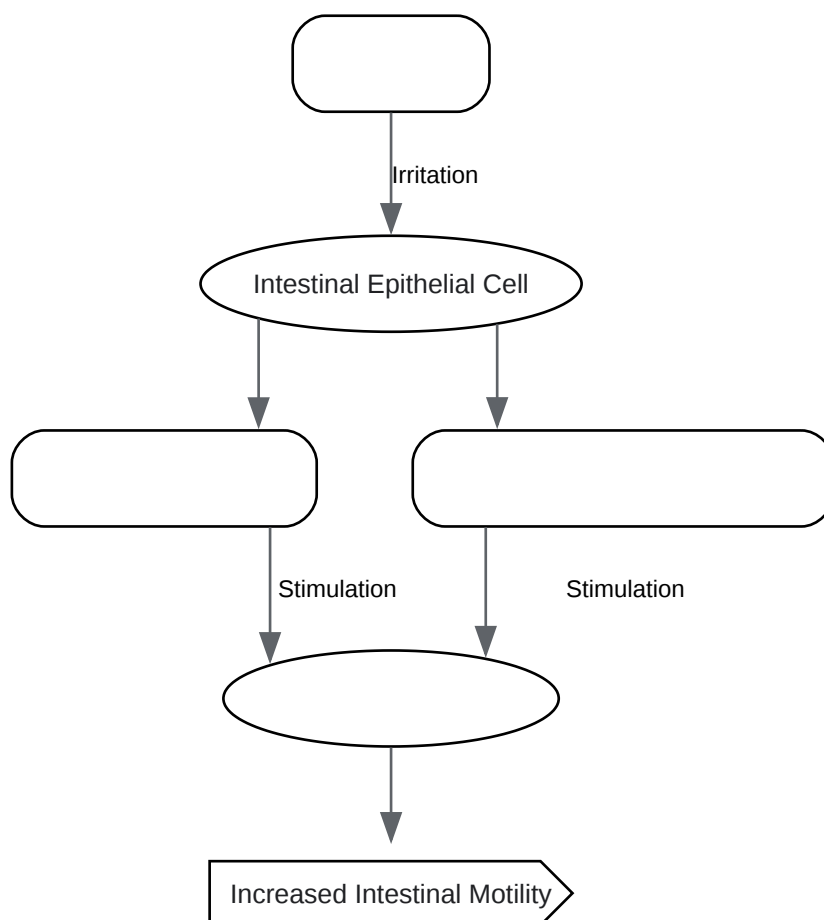 Irritation
Intestinal Epithelial Cell
Stimulation
Stimulation
Increased Intestinal Motility